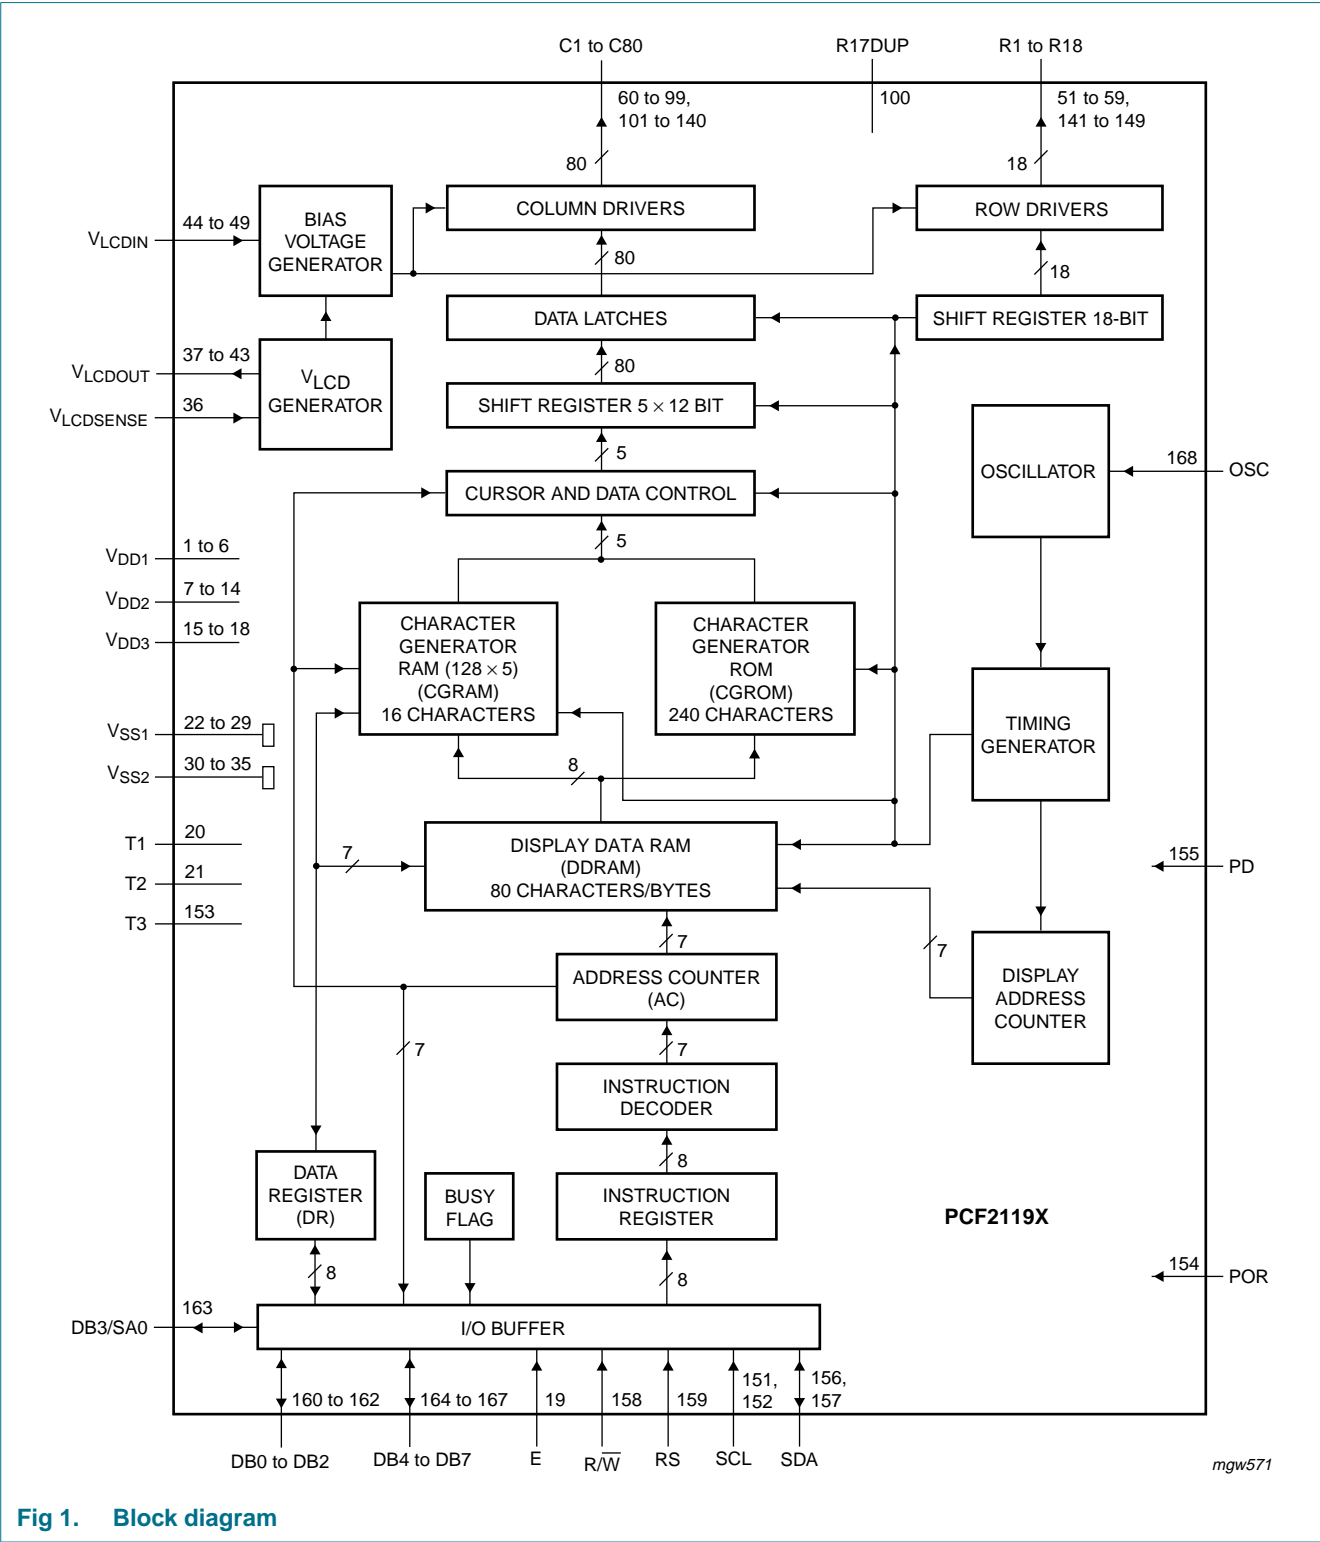 C1 to C80
R17DUP
R1 to R18
60 to 99,
101 to 140
100
51 to 59,
141 to 149
80
18
BIAS
VOLTAGE
GENERATOR
COLUMN DRIVERS
ROW DRIVERS
VLCDIN
44 to 49
80
18
DATA LATCHES
SHIFT REGISTER 18-BIT
VLCDOUT
37 to 43
VLCD
GENERATOR
80
VLCDSENSE
36
SHIFT REGISTER 5 × 12 BIT
5
OSCILLATOR
168
OSC
CURSOR AND DATA CONTROL
5
VDD1
1 to 6
VDD2
7 to 14
VDD3
15 to 18
CHARACTER
GENERATOR
RAM (128 × 5)
(CGRAM)
16 CHARACTERS
CHARACTER
GENERATOR
ROM
(CGROM)
240 CHARACTERS
TIMING
GENERATOR
VSS1
22 to 29
VSS2
30 to 35
8
T1
20
T2
21
T3
153
7
DISPLAY DATA RAM
(DDRAM)
80 CHARACTERS/BYTES
155
PD
7
7
ADDRESS COUNTER
(AC)
DISPLAY
ADDRESS
COUNTER
7
7
INSTRUCTION
DECODER
8
DATA
REGISTER
(DR)
BUSY
FLAG
INSTRUCTION
REGISTER
PCF2119X
8
8
154
POR
DB3/SA0
163
I/O BUFFER
160 to 162
164 to 167
19
158
159
151,
152
156,
157
DB0 to DB2
DB4 to DB7
E
R/W̅
RS
SCL
SDA
mgw571
Fig 1. Block diagram